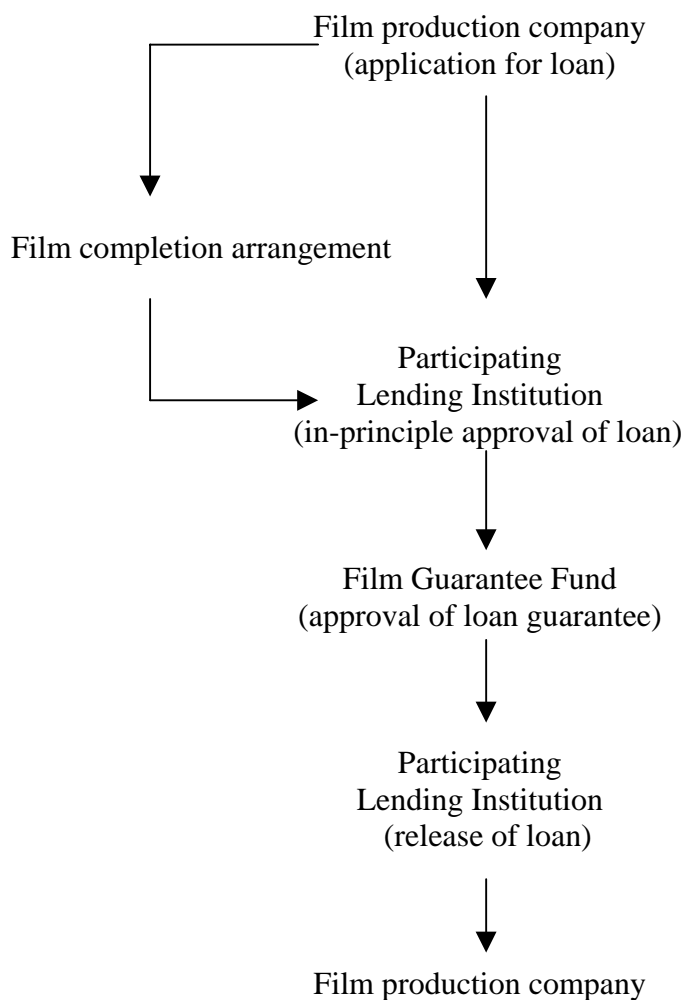 Film production company
(application for loan)
Film completion arrangement
Participating
Lending Institution
(in-principle approval of loan)
Film Guarantee Fund
(approval of loan guarantee)
Participating
Lending Institution
(release of loan)
Film production company